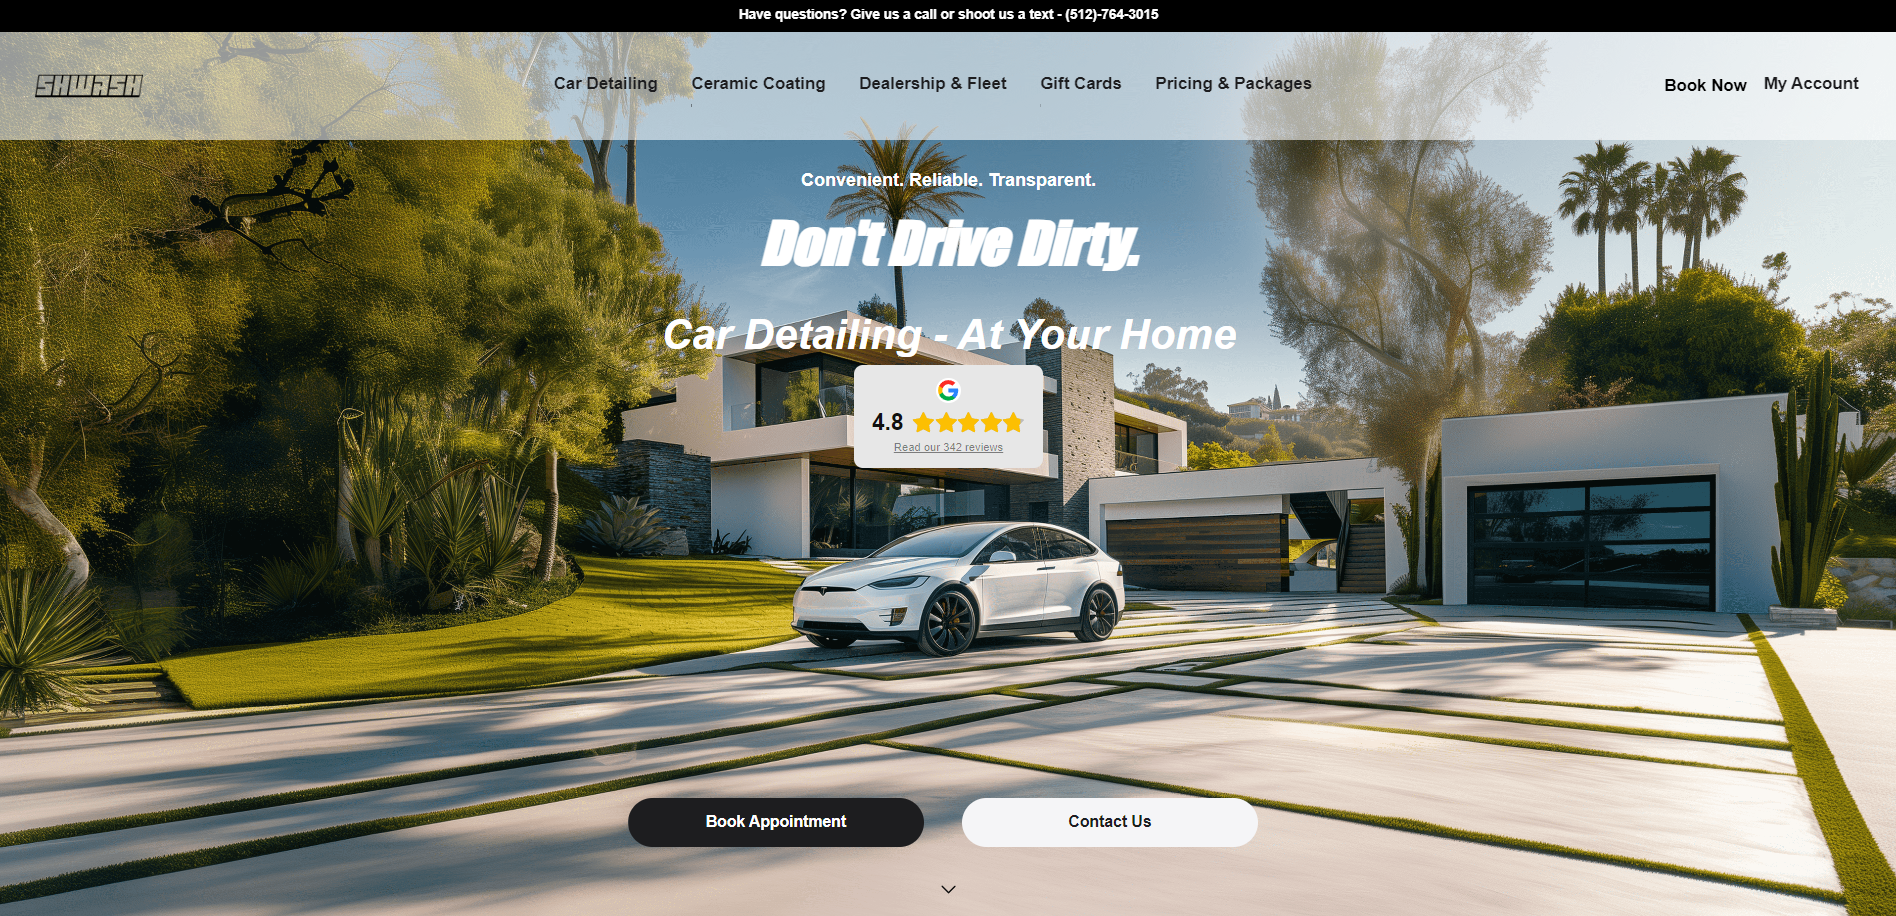 Have questions? Give us a call or shoot us a text - (512)-764-3015
SHWASH
Car Detailing
Ceramic Coating
Dealership & Fleet
Gift Cards
Pricing & Packages
Book Now
My Account
Convenient. Reliable. Transparent.
Don't Drive Dirty.
Car Detailing - At Your Home
4.8
Read our 342 reviews
Book Appointment
Contact Us